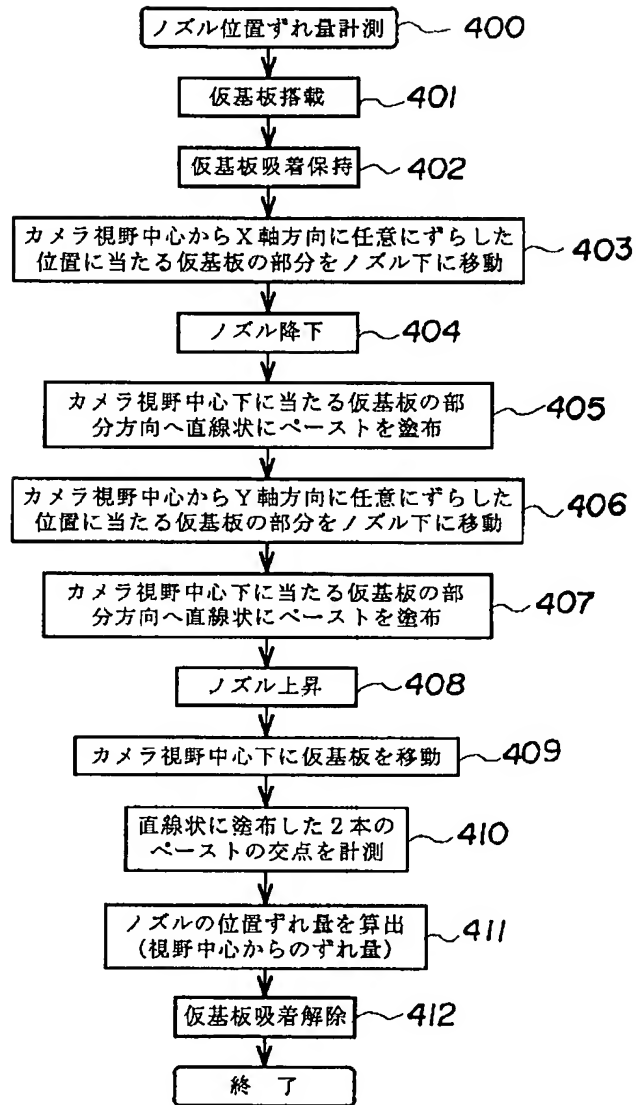 ノズル位置ずれ量計測
400
仮基板搭載
401
仮基板吸着保持
402
カメラ視野中心からX軸方向に任意にずらした
位置に当たる仮基板の部分をノズル下に移動
403
ノズル降下
404
カメラ視野中心下に当たる仮基板の部
分方向へ直線状にペーストを塗布
405
カメラ視野中心からY軸方向に任意にずらした
位置に当たる仮基板の部分をノズル下に移動
406
カメラ視野中心下に当たる仮基板の部
分方向へ直線状にペーストを塗布
407
ノズル上昇
408
カメラ視野中心下に仮基板を移動
409
直線状に塗布した2本の
ペーストの交点を計測
410
ノズルの位置ずれ量を算出
(視野中心からのずれ量)
411
仮基板吸着解除
412
終 了